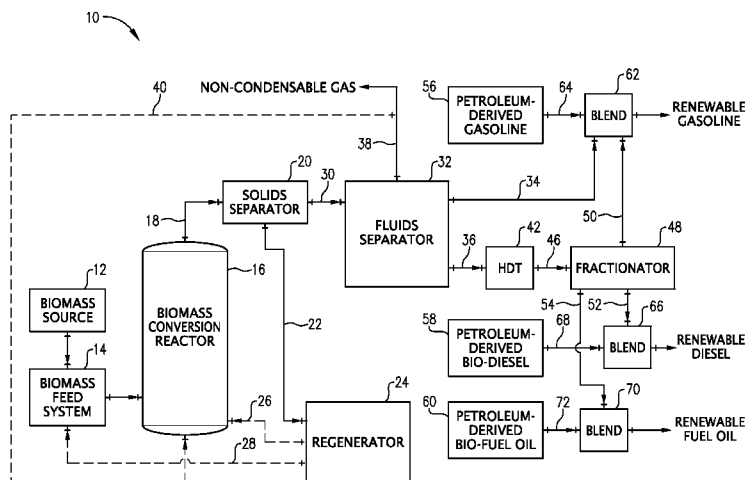 10
40
NON-CONDENSABLE GAS
56
PETROLEUM-
DERIVED
GASOLINE
64
62
BLEND
RENEWABLE
GASOLINE
38
20
SOLIDS
SEPARATOR
30
32
FLUIDS
SEPARATOR
34
18
50
36
42
HDT
46
48
FRACTIONATOR
16
BIOMASS
CONVERSION
REACTOR
12
BIOMASS
SOURCE
22
54
52
66
58
PETROLEUM-
DERIVED
BIO-DIESEL
68
BLEND
RENEWABLE
DIESEL
14
BIOMASS
FEED
SYSTEM
26
24
REGENERATOR
28
60
PETROLEUM-
DERIVED
BIO-FUEL OIL
72
70
BLEND
RENEWABLE
FUEL OIL